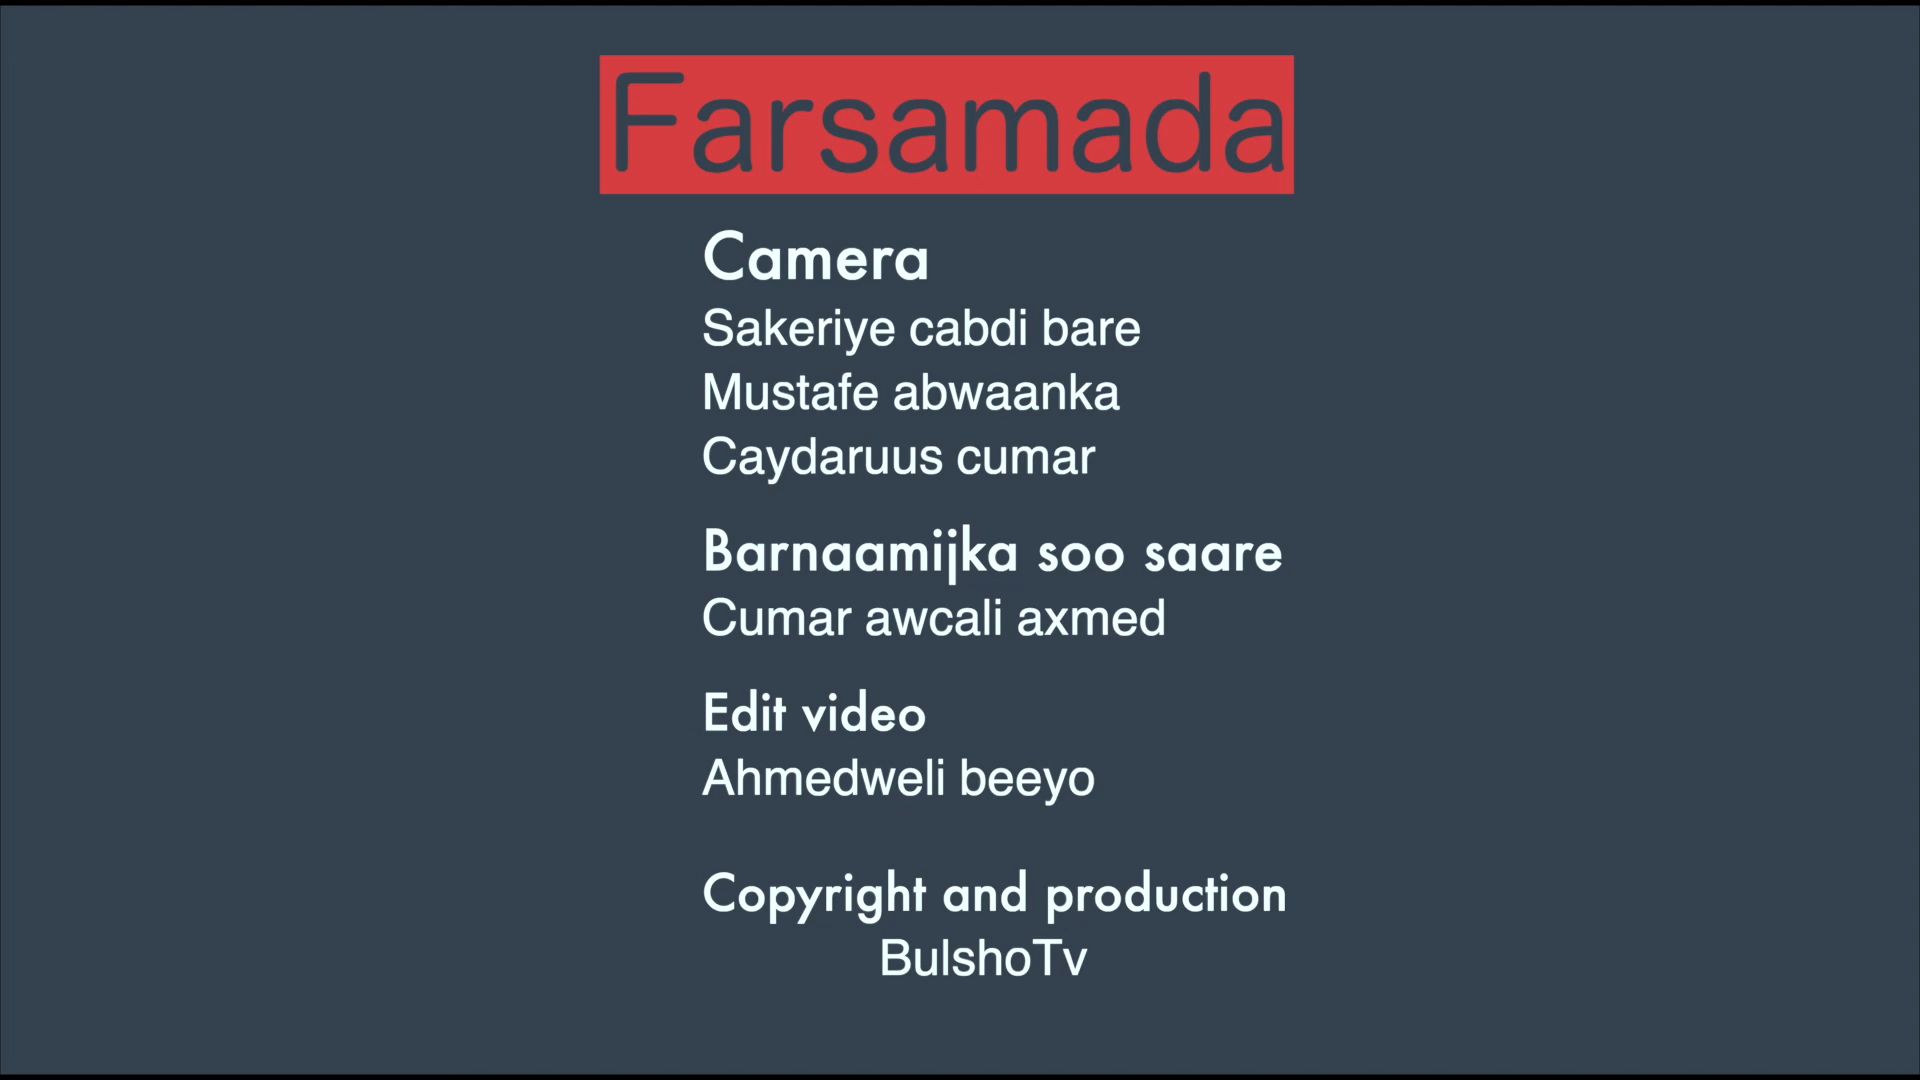 Farsamada
Camera
Sakeriye cabdi bare
Mustafe abwaanka
Caydaruus cumar
Barnaamijka soo saare
Cumar awcali axmed
Edit video
Ahmedweli beeyo
Copyright and production
BulshoTv